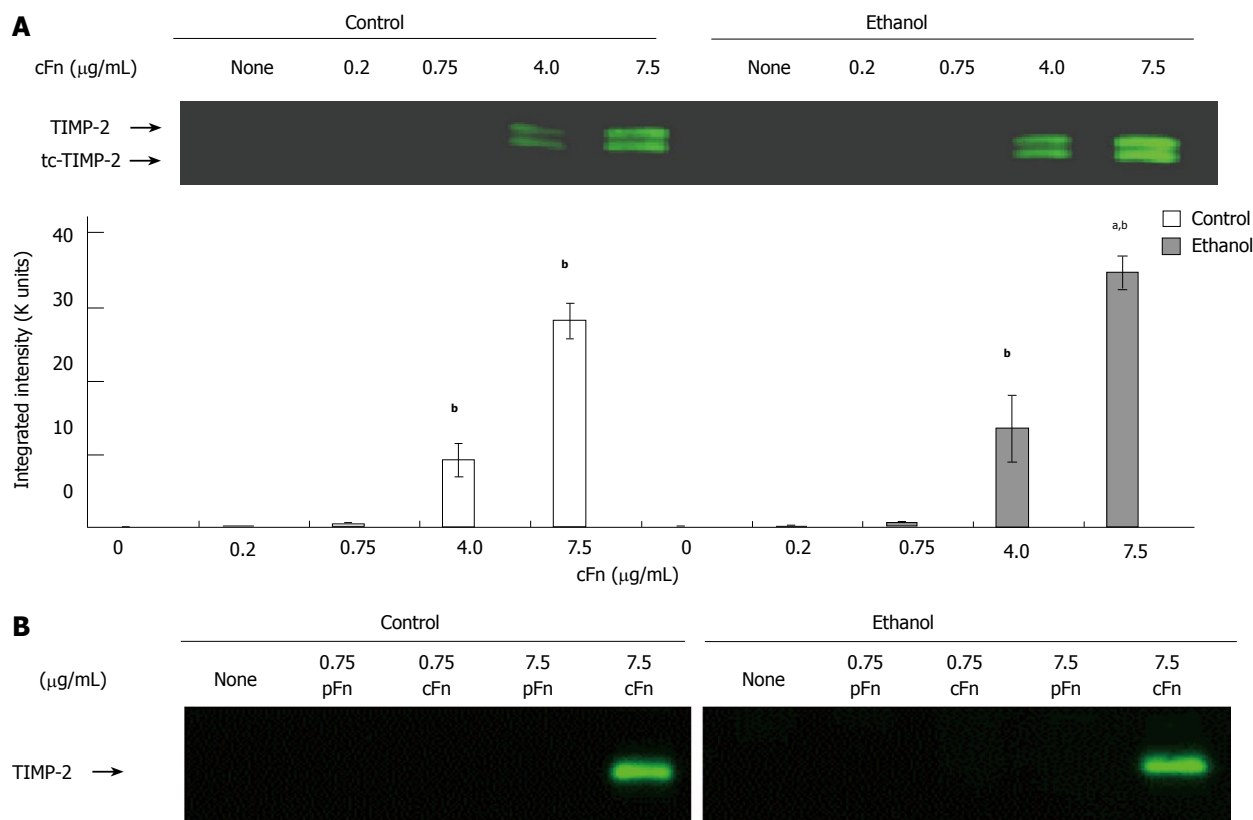 A
Control Ethanol
cFn (μg/mL) None 0.2 0.75 4.0 7.5 None 0.2 0.75 4.0 7.5
TIMP-2
tc-TIMP-2
Integrated intensity (K units)
40
30
20
10
0
b
b
b
a,b
Control
Ethanol
0 0.2 0.75 4.0 7.5 0 0.2 0.75 4.0 7.5
cFn (μg/mL)
B
Control Ethanol
(μg/mL) None 0.75 0.75 7.5 7.5 None 0.75 0.75 7.5 7.5
pFn cFn pFn cFn pFn cFn pFn cFn
TIMP-2